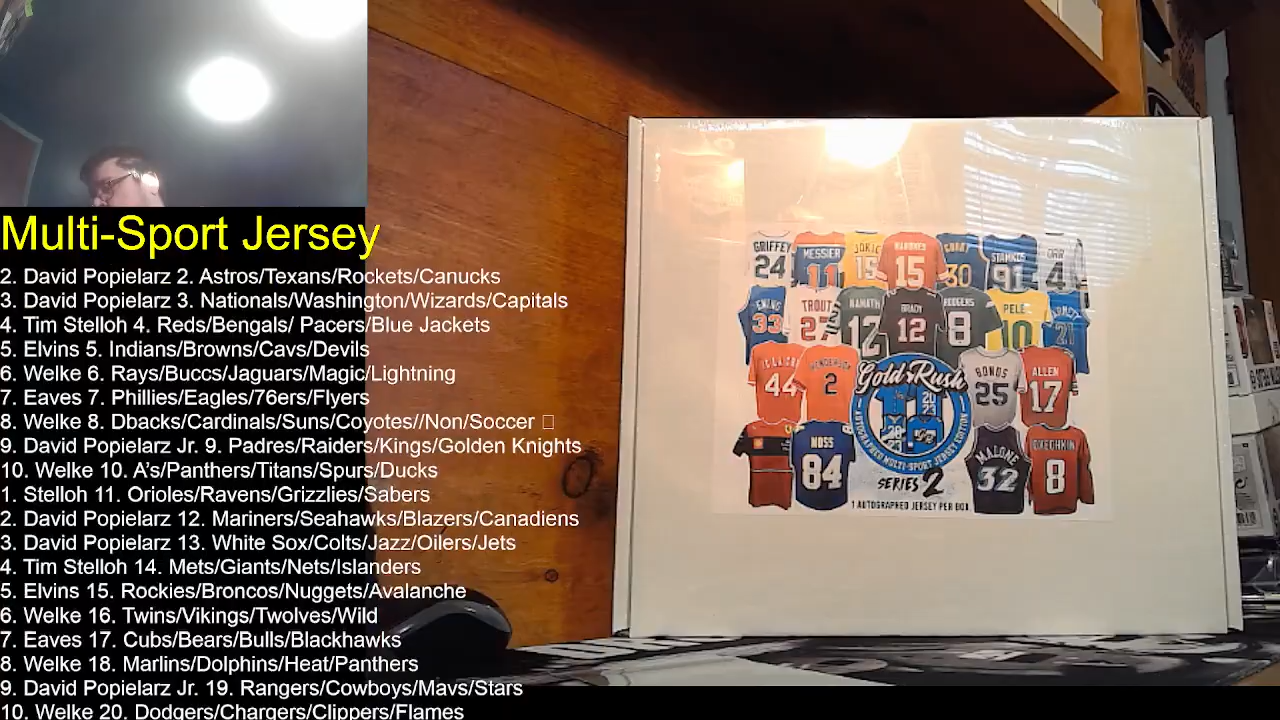 Multi-Sport Jersey
2. David Popielarz 2. Astros/Texans/Rockets/Canucks
3. David Popielarz 3. Nationals/Washington/Wizards/Capitals
4. Tim Stelloh 4. Reds/Bengals/ Pacers/Blue Jackets
5. Elvins 5. Indians/Browns/Cavs/Devils
6. Welke 6. Rays/Buccs/Jaguars/Magic/Lightning
7. Eaves 7. Phillies/Eagles/76ers/Flyers
8. Welke 8. Dbacks/Cardinals/Suns/Coyotes//Non/Soccer
9. David Popielarz Jr. 9. Padres/Raiders/Kings/Golden Knights
10. Welke 10. A's/Panthers/Titans/Spurs/Ducks
1. Stelloh 11. Orioles/Ravens/Grizzlies/Sabers
2. David Popielarz 12. Mariners/Seahawks/Blazers/Canadiens
3. David Popielarz 13. White Sox/Colts/Jazz/Oilers/Jets
4. Tim Stelloh 14. Mets/Giants/Nets/Islanders
5. Elvins 15. Rockies/Broncos/Nuggets/Avalanche
6. Welke 16. Twins/Vikings/Twolves/Wild
7. Eaves 17. Cubs/Bears/Bulls/Blackhawks
8. Welke 18. Marlins/Dolphins/Heat/Panthers
9. David Popielarz Jr. 19. Rangers/Cowboys/Mavs/Stars
10. Welke 20. Dodgers/Chargers/Clippers/Flames
GRIFFEY 24
MESSIER 11
JOKIC 15
MAHOMES 15
CURRY 30
STAMKOS 91
ORR 4
EWING 33
TROUT 27
NAMATH 12
BRADY 12
RODGERS 8
PELE 10
21
44
HENDERSON 2
BONDS 25
ALLEN 17
MOSS 84
MALONE 32
OVECHKIN 8
Gold Rush
2023
AUTOGRAPHED MULTI-SPORT JERSEY EDITION
SERIES 2
1 AUTOGRAPHED JERSEY PER BOX